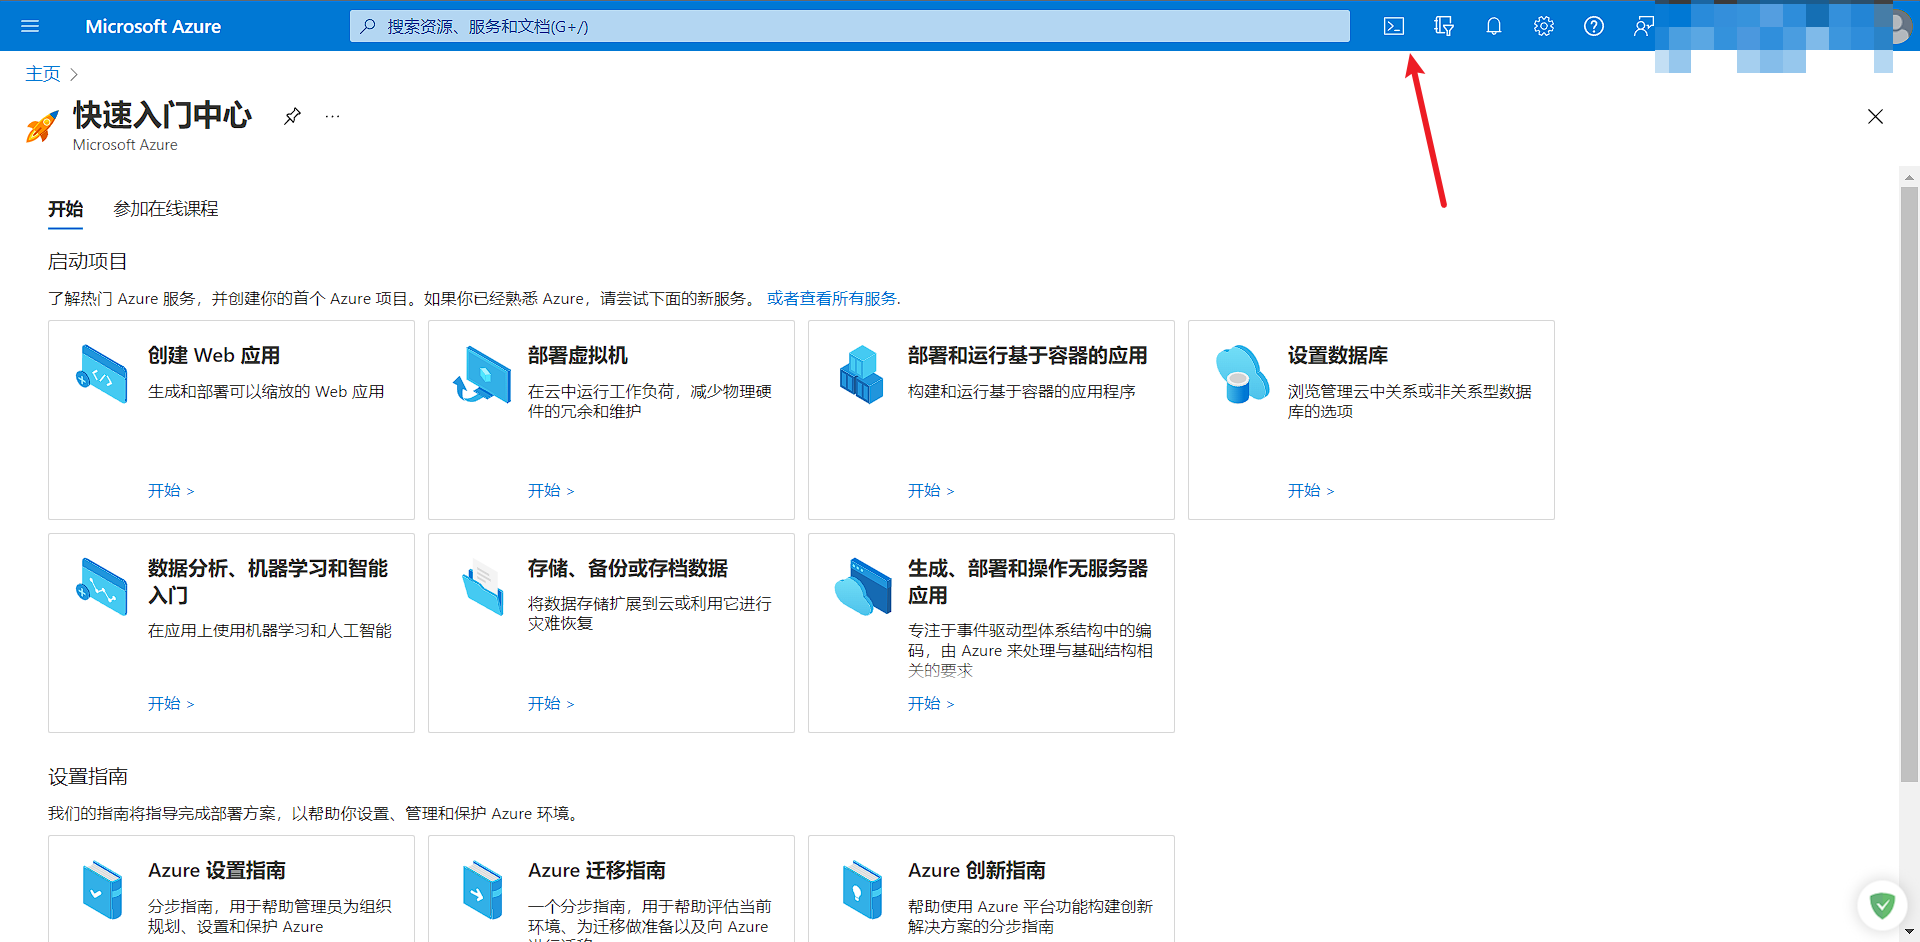 Microsoft Azure
搜索资源、服务和文档(G+/)
主页 >
快速入门中心
...
Microsoft Azure
开始
参加在线课程
启动项目
了解热门 Azure 服务，并创建你的首个 Azure 项目。如果你已经熟悉 Azure，请尝试下面的新服务。 或者查看所有服务.
创建 Web 应用
生成和部署可以缩放的 Web 应用
开始 >
部署虚拟机
在云中运行工作负荷，减少物理硬
件的冗余和维护
开始 >
部署和运行基于容器的应用
构建和运行基于容器的应用程序
开始 >
设置数据库
浏览管理云中关系或非关系型数据
库的选项
开始 >
数据分析、机器学习和智能
入门
在应用上使用机器学习和人工智能
开始 >
存储、备份或存档数据
将数据存储扩展到云或利用它进行
灾难恢复
开始 >
生成、部署和操作无服务器
应用
专注于事件驱动型体系结构中的编
码，由 Azure 来处理与基础结构相
关的要求
开始 >
设置指南
我们的指南将指导完成部署方案，以帮助你设置、管理和保护 Azure 环境。
Azure 设置指南
分步指南，用于帮助管理员为组织
规划、设置和保护 Azure
Azure 迁移指南
一个分步指南，用于帮助评估当前
环境、为迁移做准备以及向 Azure
进行迁移
Azure 创新指南
帮助使用 Azure 平台功能构建创新
解决方案的分步指南